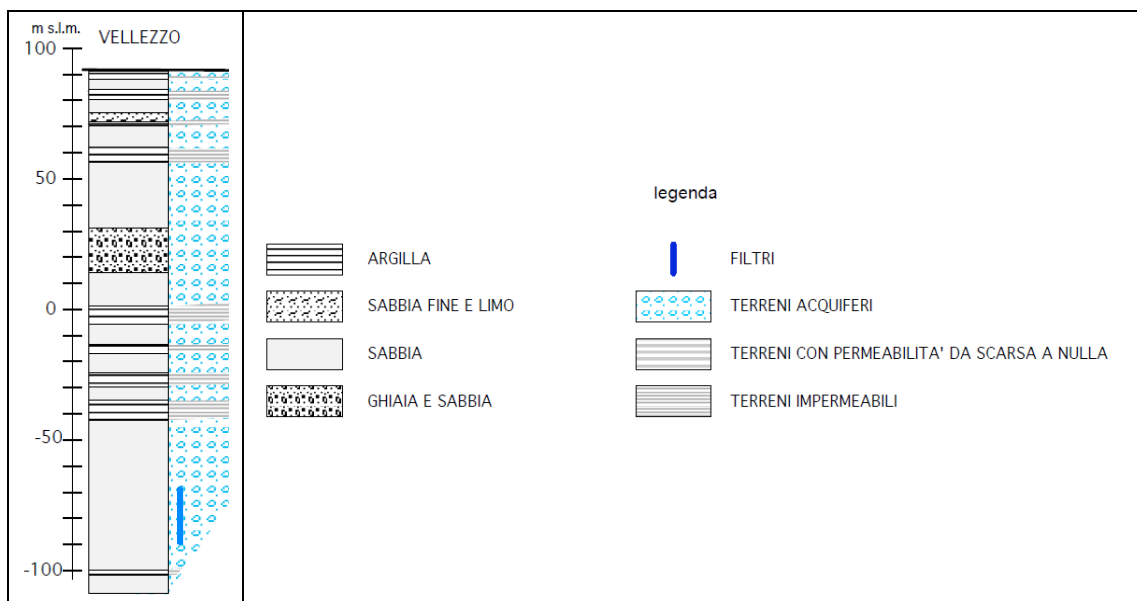 m s.l.m.
VELLEZZO
100
50
0
-50
-100
legenda
ARGILLA
FILTRI
SABBIA FINE E LIMO
TERRENI ACQUIFERI
SABBIA
TERRENI CON PERMEABILITA' DA SCARSA A NULLA
GHIAIA E SABBIA
TERRENI IMPERMEABILI